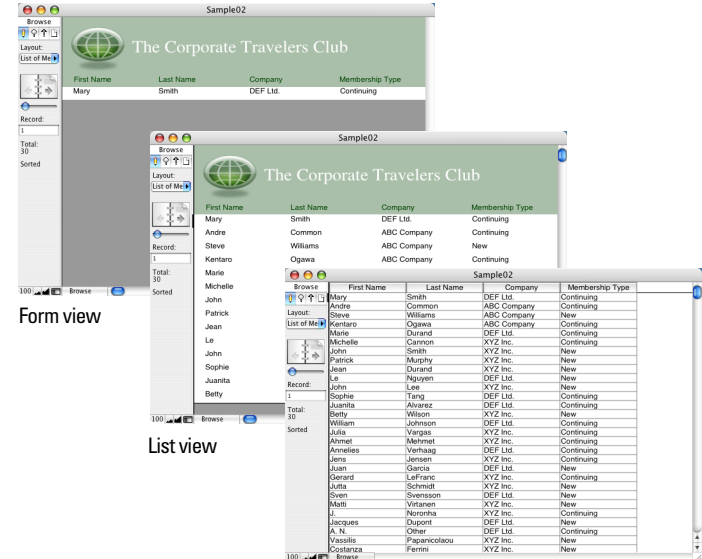 Sample02
Browse
Layout:
List of Me
Record:
1
Total:
30
Sorted
The Corporate Travelers Club
First Name Last Name Company Membership Type
Mary Smith DEF Ltd. Continuing
100 Browse
Form view
Sample02
Browse
Layout:
List of Me
Record:
1
Total:
30
Sorted
The Corporate Travelers Club
First Name Last Name Company Membership Type
Mary Smith DEF Ltd. Continuing
Andre Common ABC Company Continuing
Steve Williams ABC Company New
Kentaro Ogawa ABC Company Continuing
Marie
Michelle
John
Patrick
Jean
Le
John
Sophie
Juanita
Betty
100 Browse
List view
Sample02
Browse
Layout:
List of Me
Record:
1
Total:
30
Sorted
First Name Last Name Company Membership Type
Mary Smith DEF Ltd. Continuing
Andre Common ABC Company Continuing
Steve Williams ABC Company New
Kentaro Ogawa ABC Company Continuing
Marie Durand DEF Ltd. Continuing
Michelle Cannon XYZ Inc. Continuing
John Smith XYZ Inc. New
Patrick Murphy XYZ Inc. New
Jean Durand XYZ Inc. New
Le Nguyen DEF Ltd. New
John Lee XYZ Inc. New
Sophie Tang DEF Ltd. Continuing
Juanita Alvarez DEF Ltd. Continuing
Betty Wilson XYZ Inc. New
William Johnson DEF Ltd. Continuing
Julia Vargas XYZ Inc. Continuing
Ahmet Mehmet XYZ Inc. Continuing
Annelies Verhaag DEF Ltd. Continuing
Jens Jensen XYZ Inc. Continuing
Juan Garcia DEF Ltd. New
Gerard LeFranc XYZ Inc. Continuing
Jutta Schmidt XYZ Inc. New
Sven Svensson DEF Ltd. New
Matti Virtanen XYZ Inc. New
J. Noronha XYZ Inc. Continuing
Jacques Dupont DEF Ltd. New
A. N. Other DEF Ltd. Continuing
Vassilis Papanicolaou XYZ Inc. New
Costanza Ferrini XYZ Inc. New
100 Browse